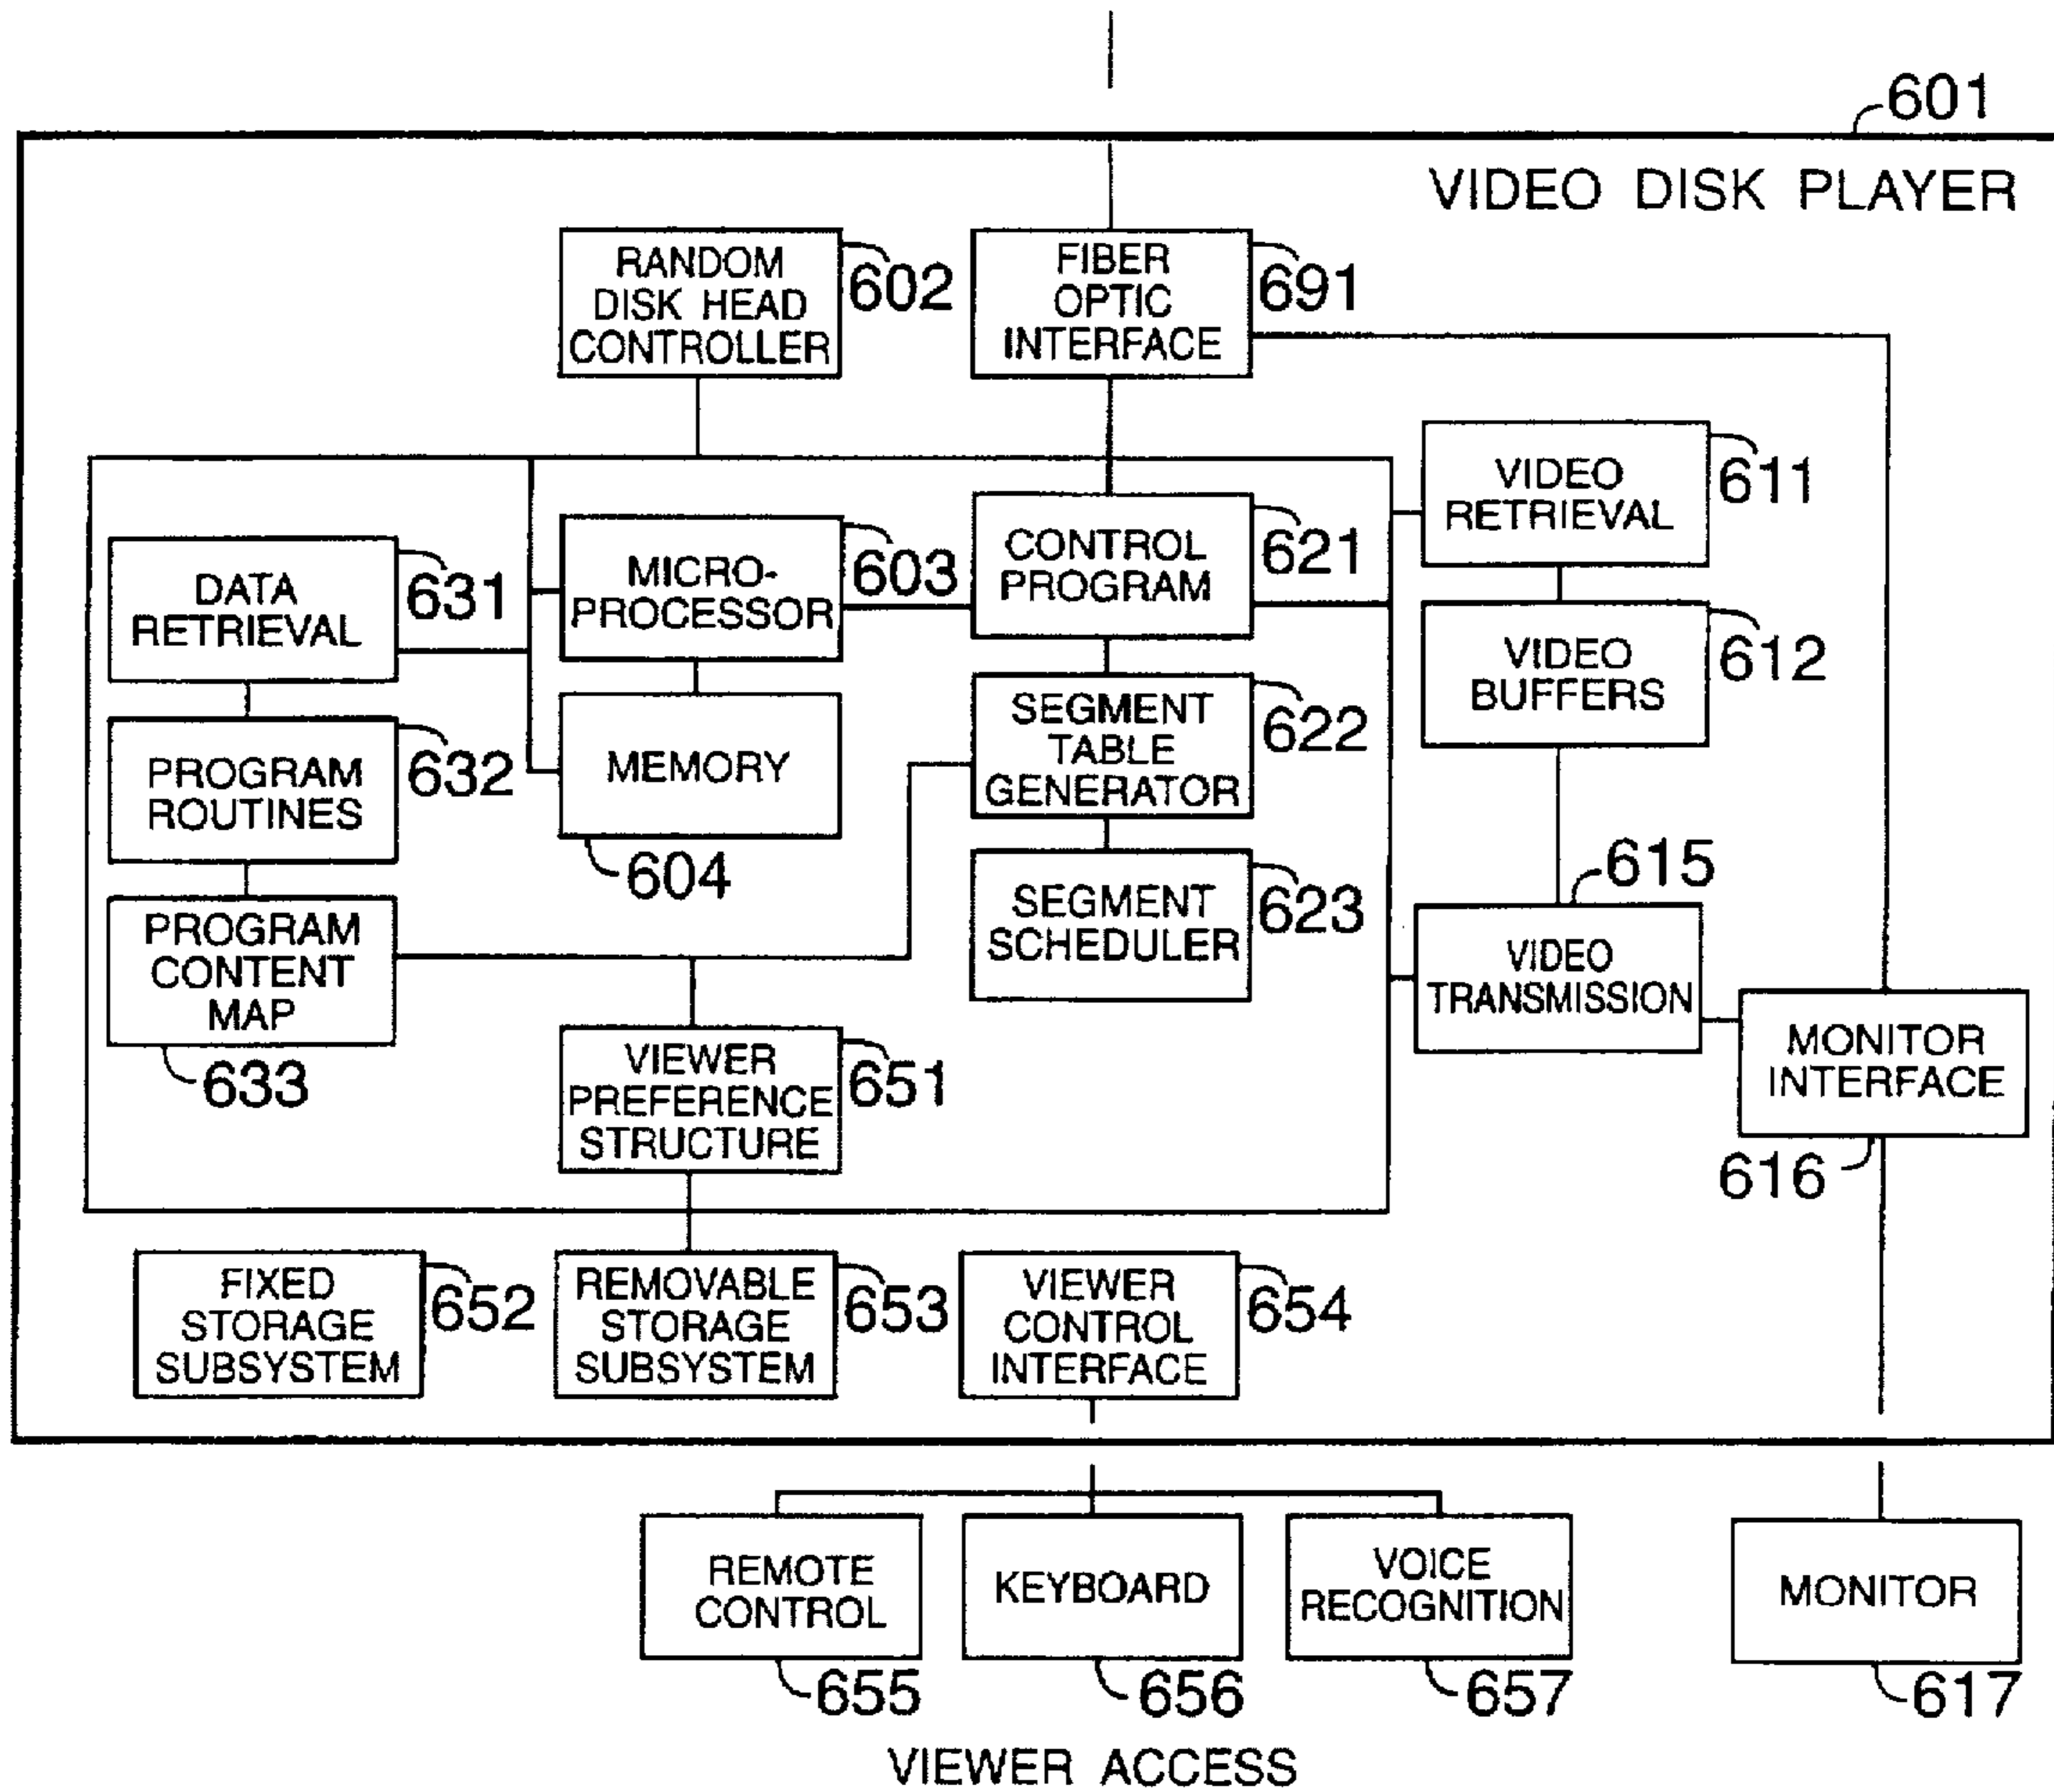 601
VIDEO DISK PLAYER
RANDOM
DISK HEAD
CONTROLLER
602
FIBER
OPTIC
INTERFACE
691
VIDEO
RETRIEVAL
611
DATA
RETRIEVAL
631
MICRO-
PROCESSOR
603
CONTROL
PROGRAM
621
VIDEO
BUFFERS
612
PROGRAM
ROUTINES
632
MEMORY
604
SEGMENT
TABLE
GENERATOR
622
PROGRAM
CONTENT
MAP
633
SEGMENT
SCHEDULER
623
615
VIDEO
TRANSMISSION
VIEWER
PREFERENCE
STRUCTURE
651
MONITOR
INTERFACE
616
FIXED
STORAGE
SUBSYSTEM
652
REMOVABLE
STORAGE
SUBSYSTEM
653
VIEWER
CONTROL
INTERFACE
654
REMOTE
CONTROL
655
KEYBOARD
656
VOICE
RECOGNITION
657
MONITOR
617
VIEWER ACCESS